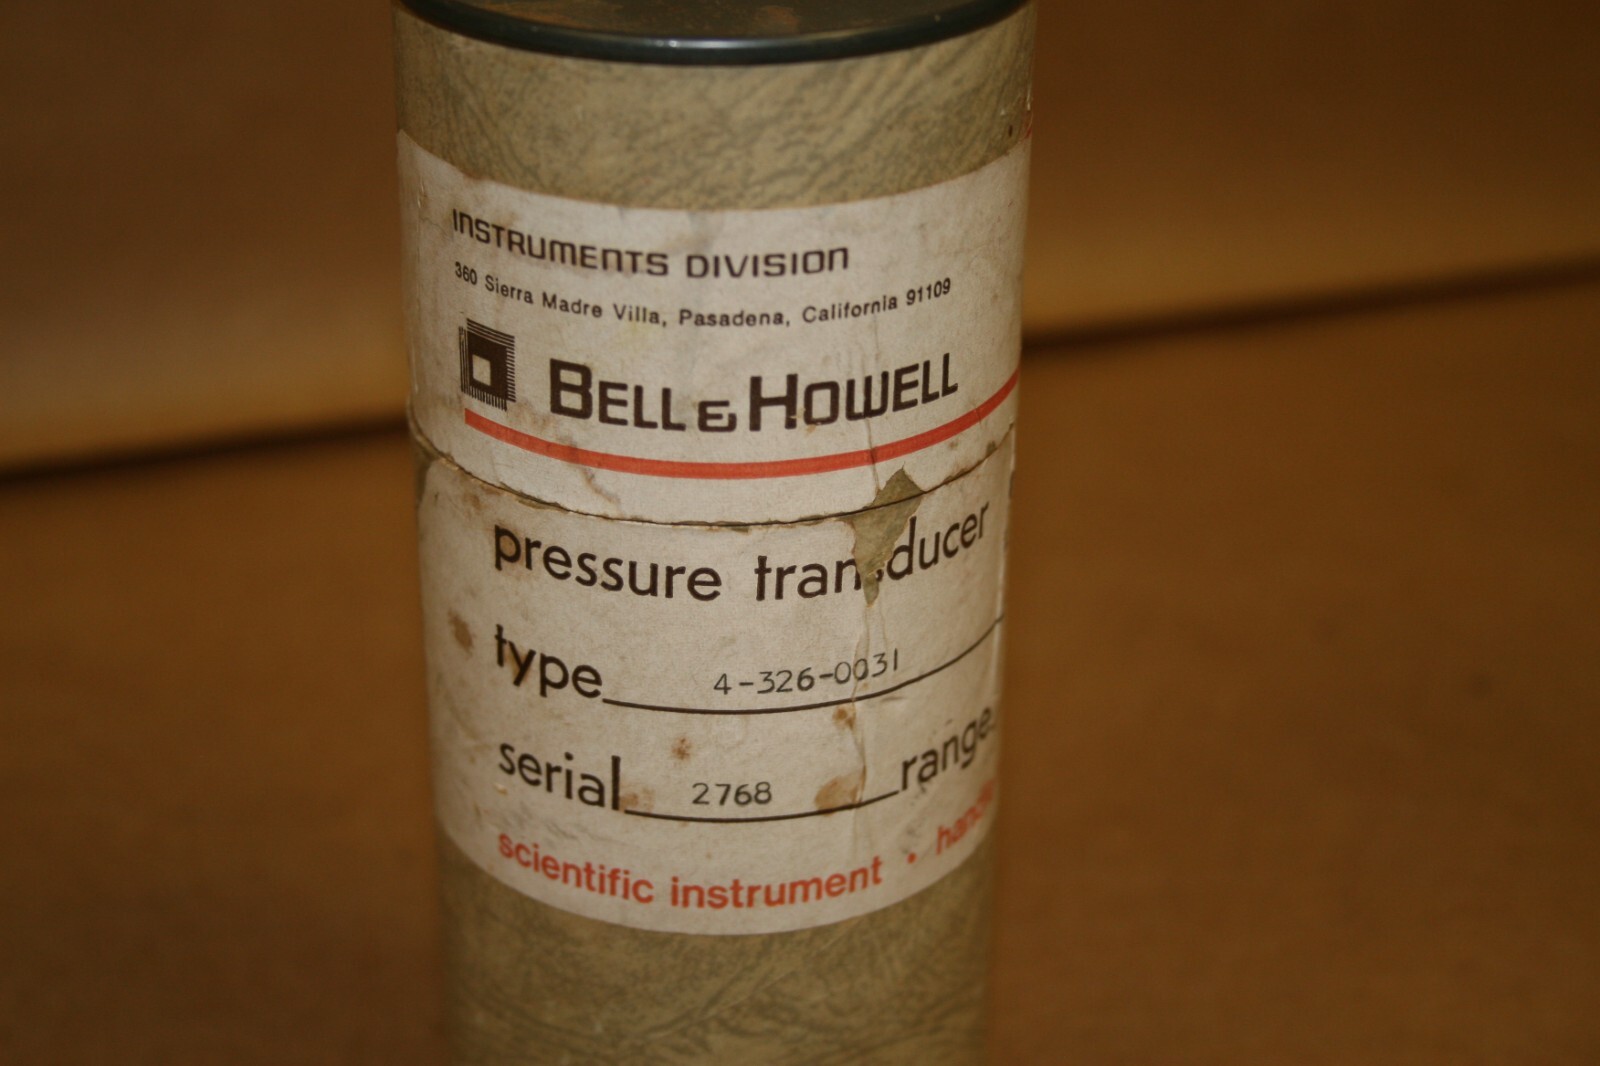 INSTRUMENTS DIVISION
360 Sierra Madre Villa, Pasadena, California 91109
BELL & HOWELL
pressure transducer
type 4-326-0031
serial 2768 range
scientific instrument •